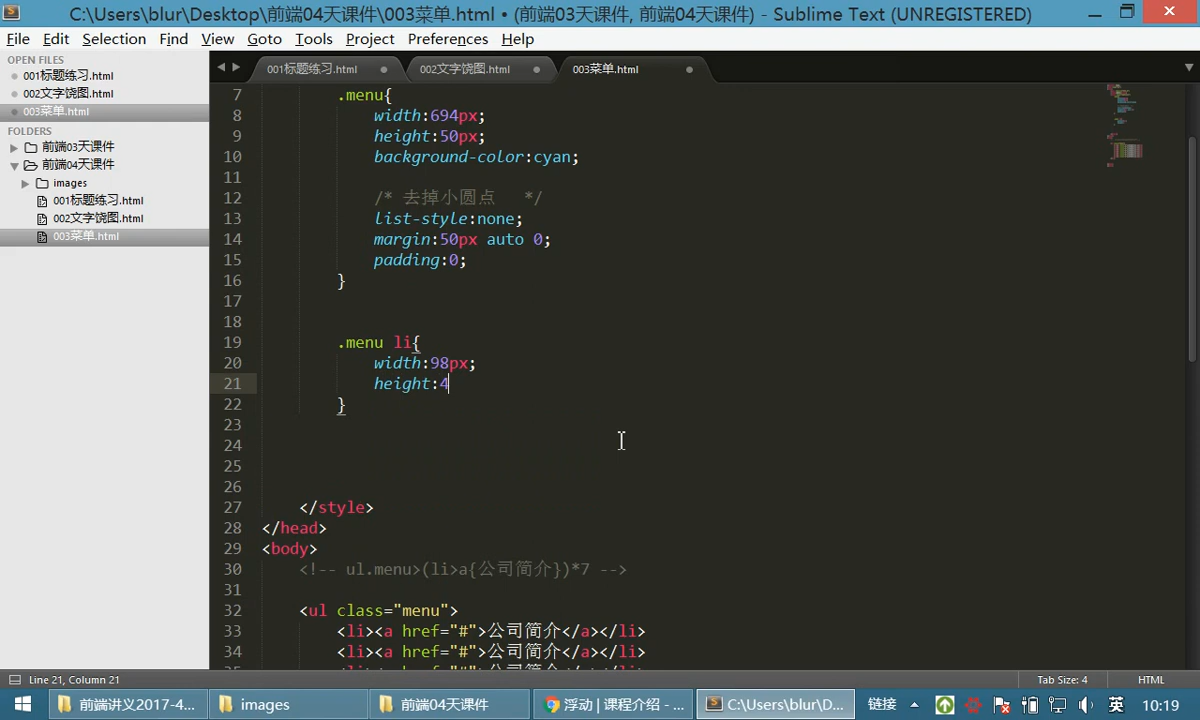 C:\Users\blur\Desktop\前端04天课件\003菜单.html • (前端03天课件, 前端04天课件) - Sublime Text (UNREGISTERED)
File Edit Selection Find View Goto Tools Project Preferences Help
OPEN FILES
001标题练习.html
002文字饶图.html
003菜单.html
FOLDERS
前端03天课件
前端04天课件
images
001标题练习.html
002文字饶图.html
003菜单.html
001标题练习.html 002文字饶图.html 003菜单.html
7 .menu{
8 width:694px;
9 height:50px;
10 background-color:cyan;
11
12 /* 去掉小圆点 */
13 list-style:none;
14 margin:50px auto 0;
15 padding:0;
16 }
17
18
19 .menu li{
20 width:98px;
21 height:4
22 }
23
24
25
26
27 </style>
28 </head>
29 <body>
30 <!-- ul.menu>(li>a{公司简介})*7 -->
31
32 <ul class="menu">
33 <li><a href="#">公司简介</a></li>
34 <li><a href="#">公司简介</a></li>
35 <li><a href="#">公司简介</a></li>
Line 21, Column 21 Tab Size: 4 HTML
前端讲义2017-4... images 前端04天课件 浮动 | 课程介绍 - ... C:\Users\blur\D... 链接 英 10:19